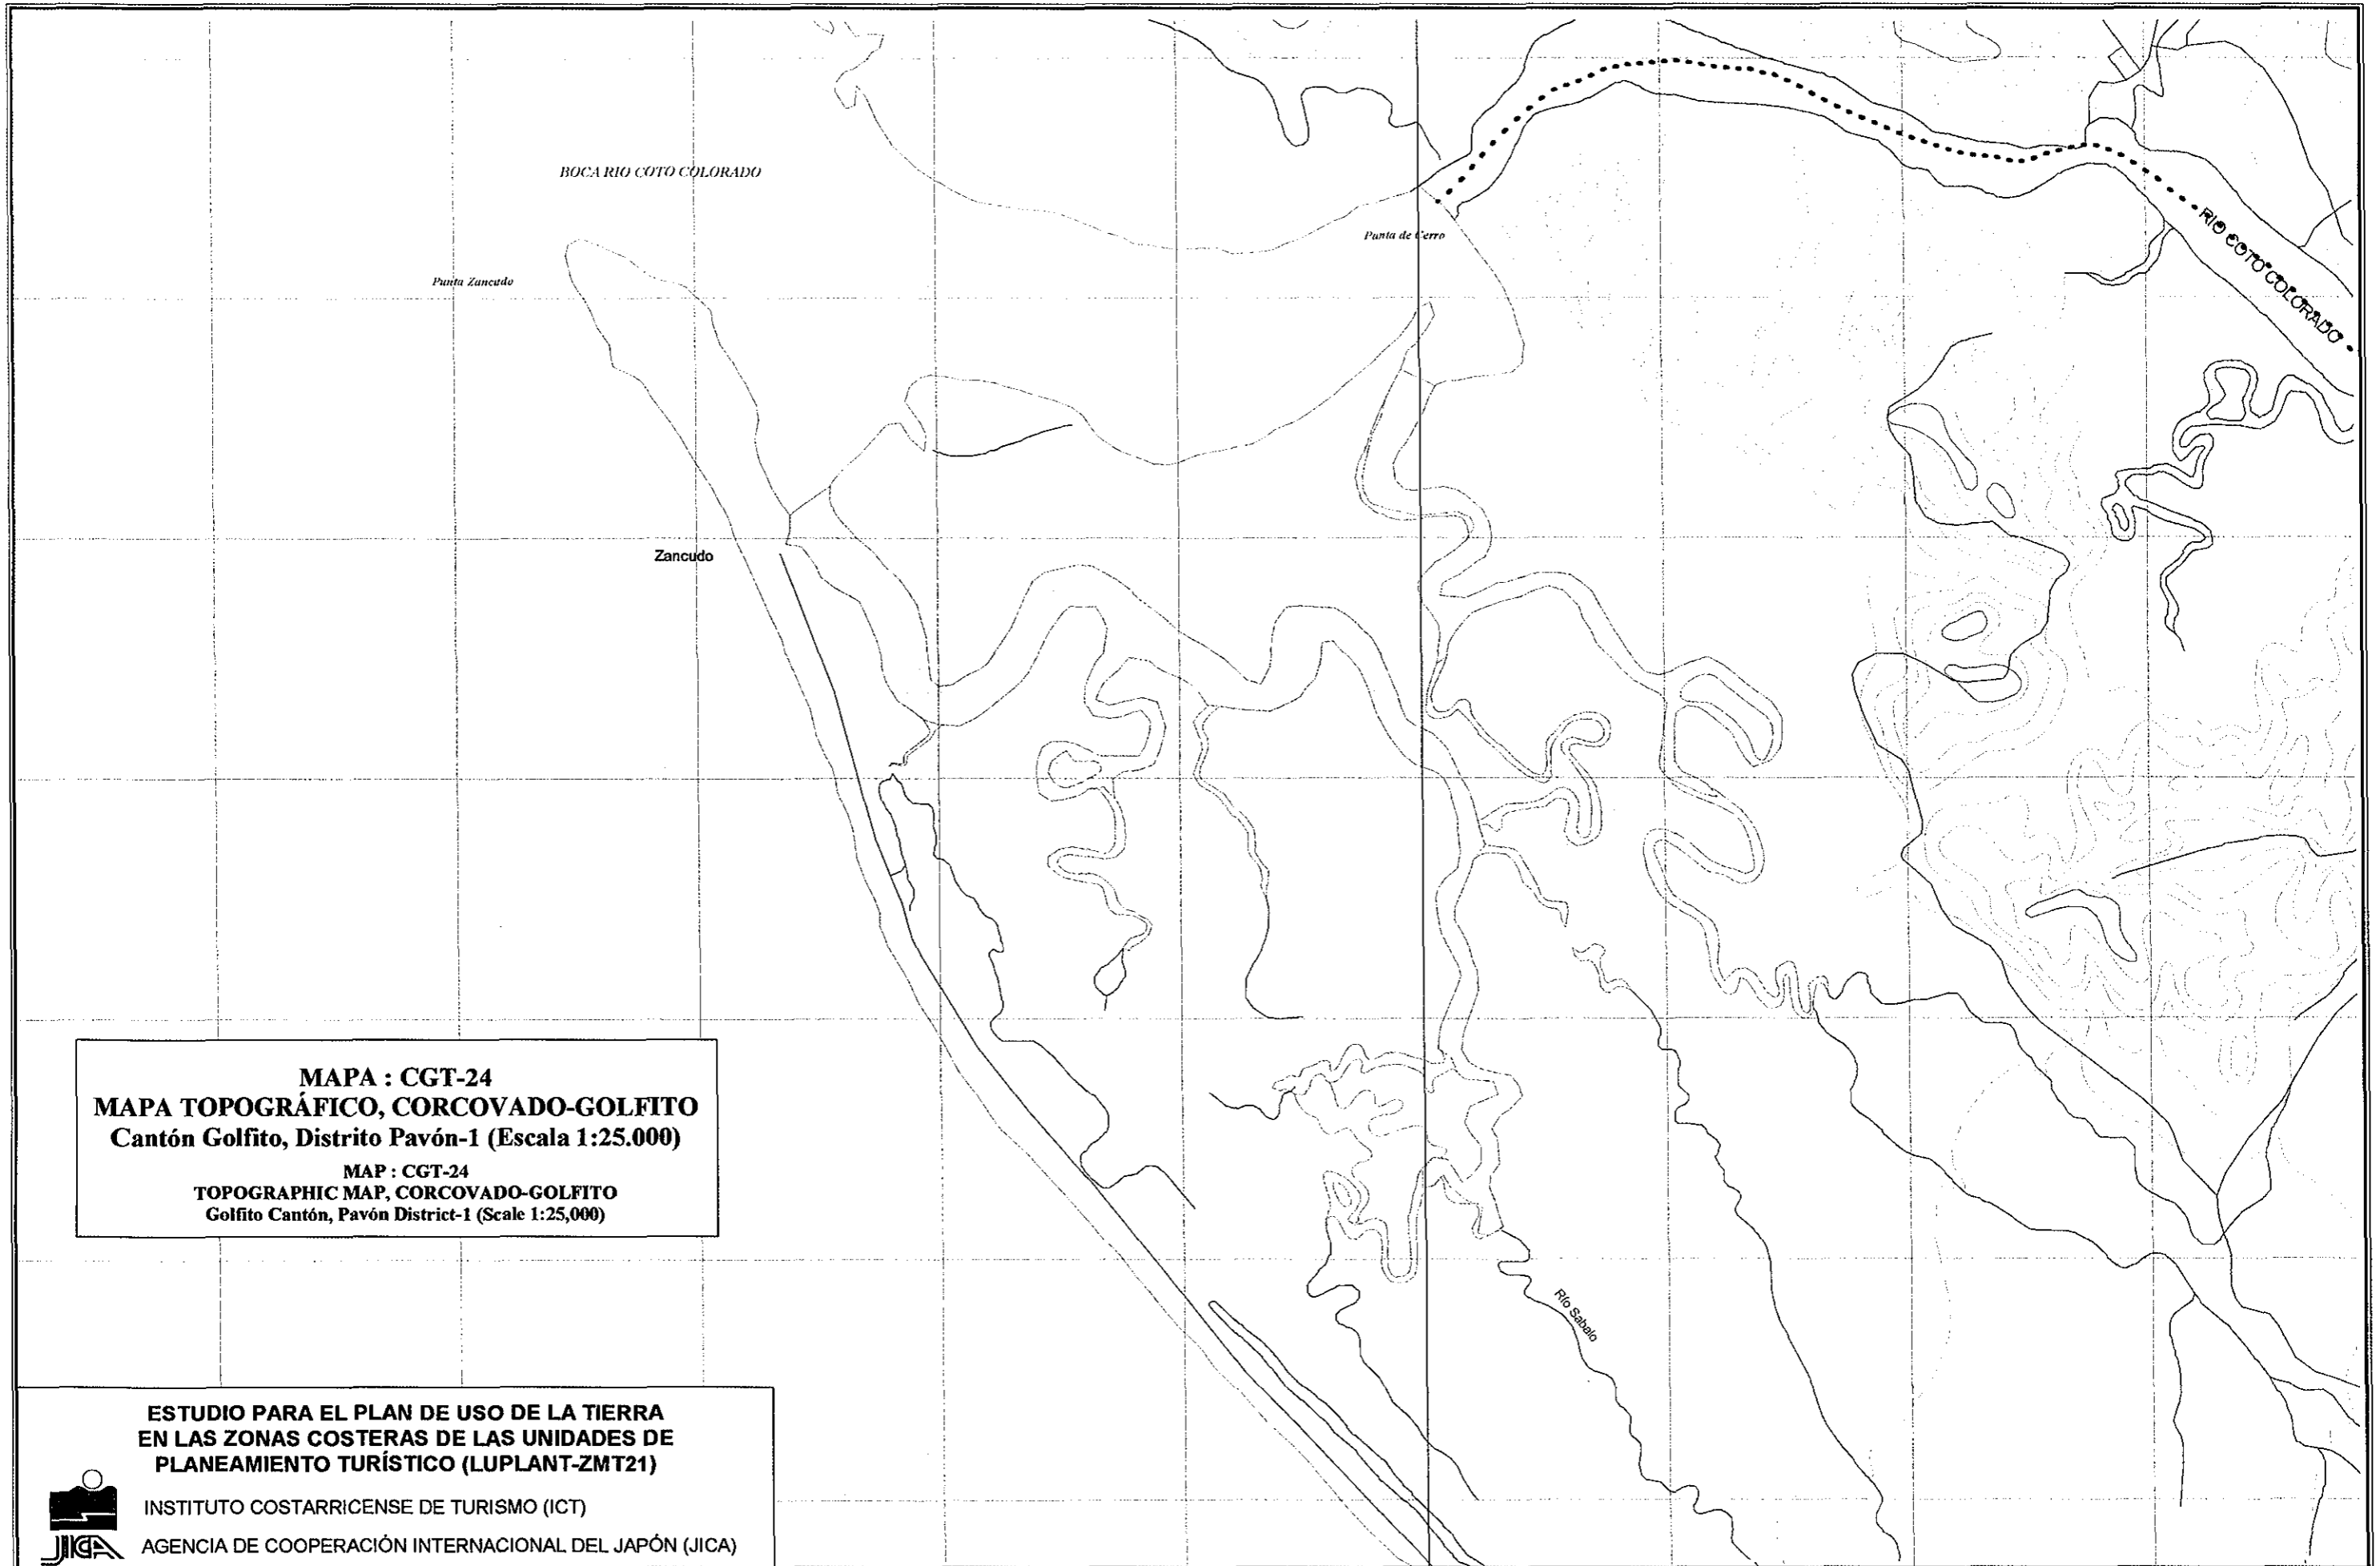 BOCA RIO COTO COLORADO
Punta de Cerro
RIO COTO COLORADO
Punta Zancudo
Zancudo
MAPA : CGT-24
MAPA TOPOGRÁFICO, CORCOVADO-GOLFITO
Cantón Golfito, Distrito Pavón-1 (Escala 1:25.000)
MAP : CGT-24
TOPOGRAPHIC MAP, CORCOVADO-GOLFITO
Golfito Cantón, Pavón District-1 (Scale 1:25,000)
Río Sabalo
ESTUDIO PARA EL PLAN DE USO DE LA TIERRA
EN LAS ZONAS COSTERAS DE LAS UNIDADES DE
PLANEAMIENTO TURÍSTICO (LUPLANT-ZMT21)
INSTITUTO COSTARRICENSE DE TURISMO (ICT)
JICA AGENCIA DE COOPERACIÓN INTERNACIONAL DEL JAPÓN (JICA)